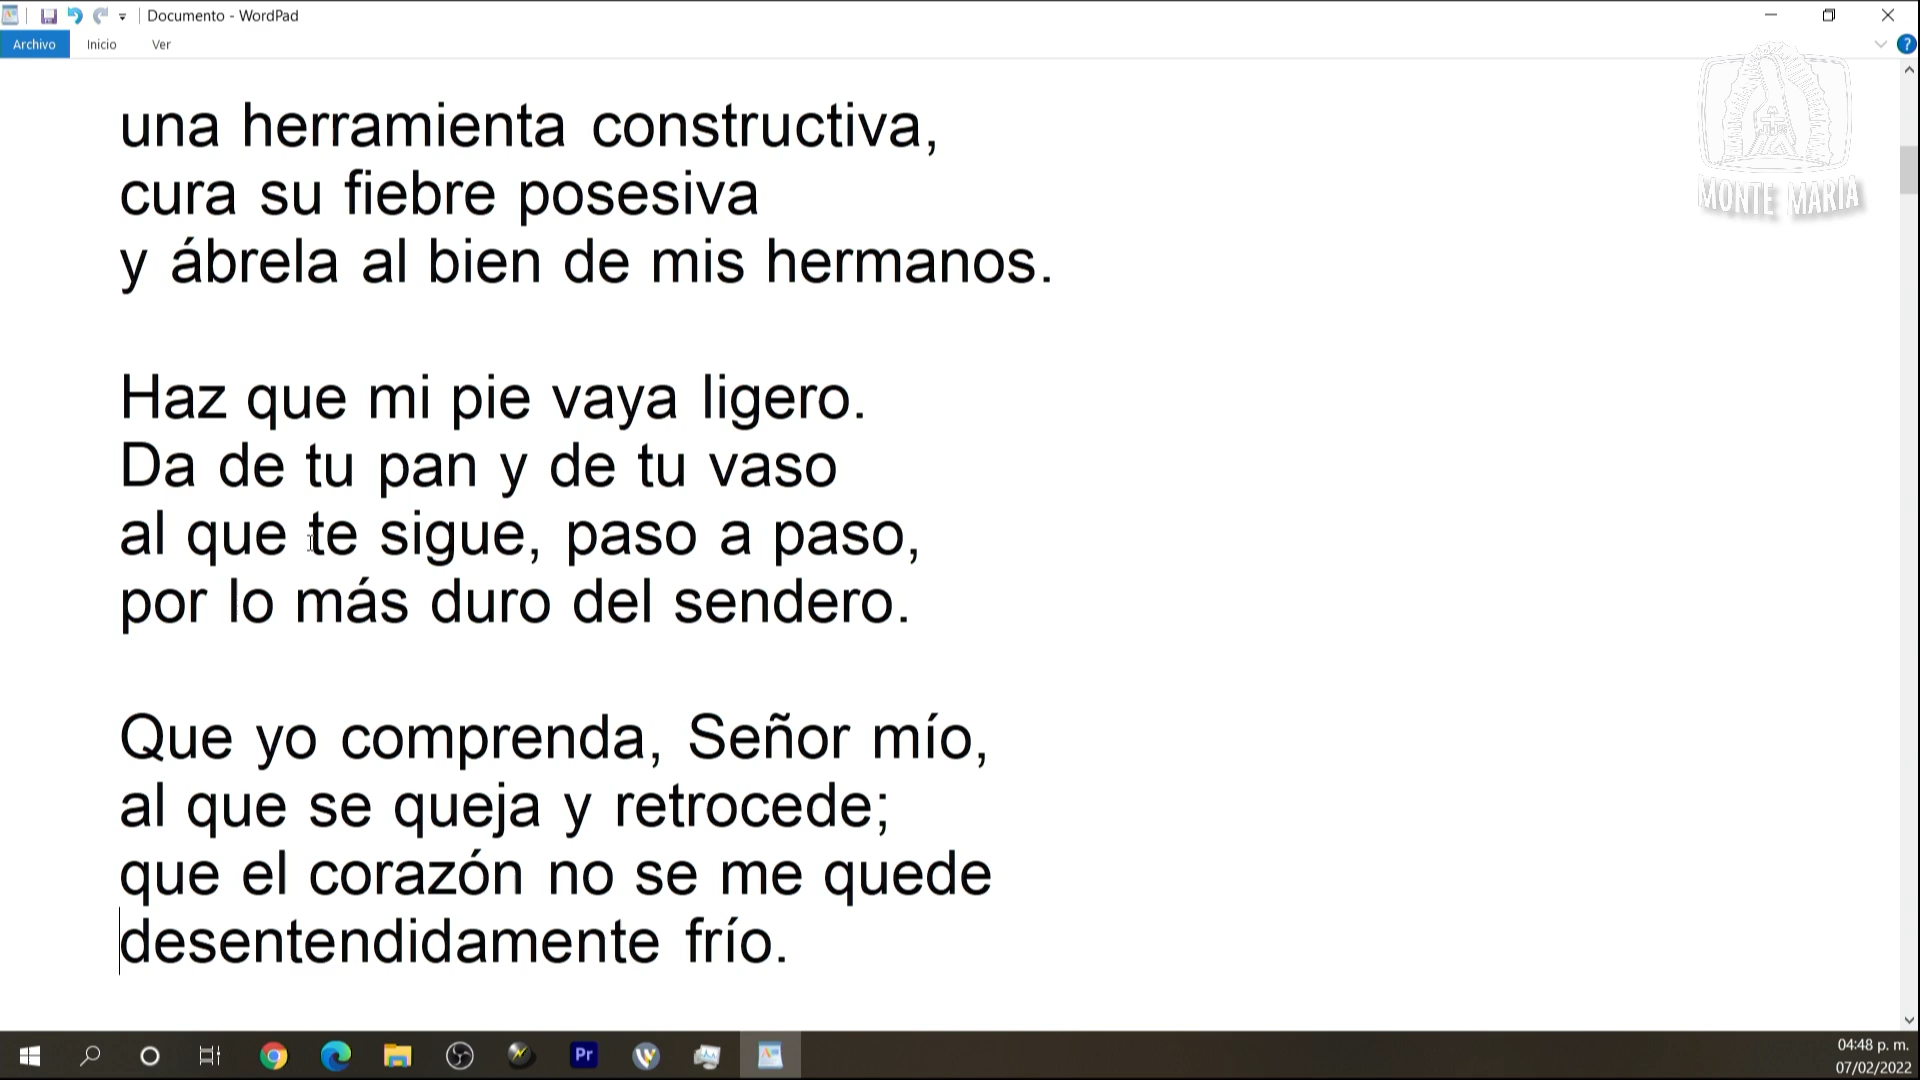 Documento - WordPad
Archivo
Inicio
Ver
?
MONTE MARIA
una herramienta constructiva,
cura su fiebre posesiva
y ábrela al bien de mis hermanos.
Haz que mi pie vaya ligero.
Da de tu pan y de tu vaso
al que te sigue, paso a paso,
por lo más duro del sendero.
Que yo comprenda, Señor mío,
al que se queja y retrocede;
que el corazón no se me quede
desentendidamente frío.
Pr
04:48 p. m.
07/02/2022